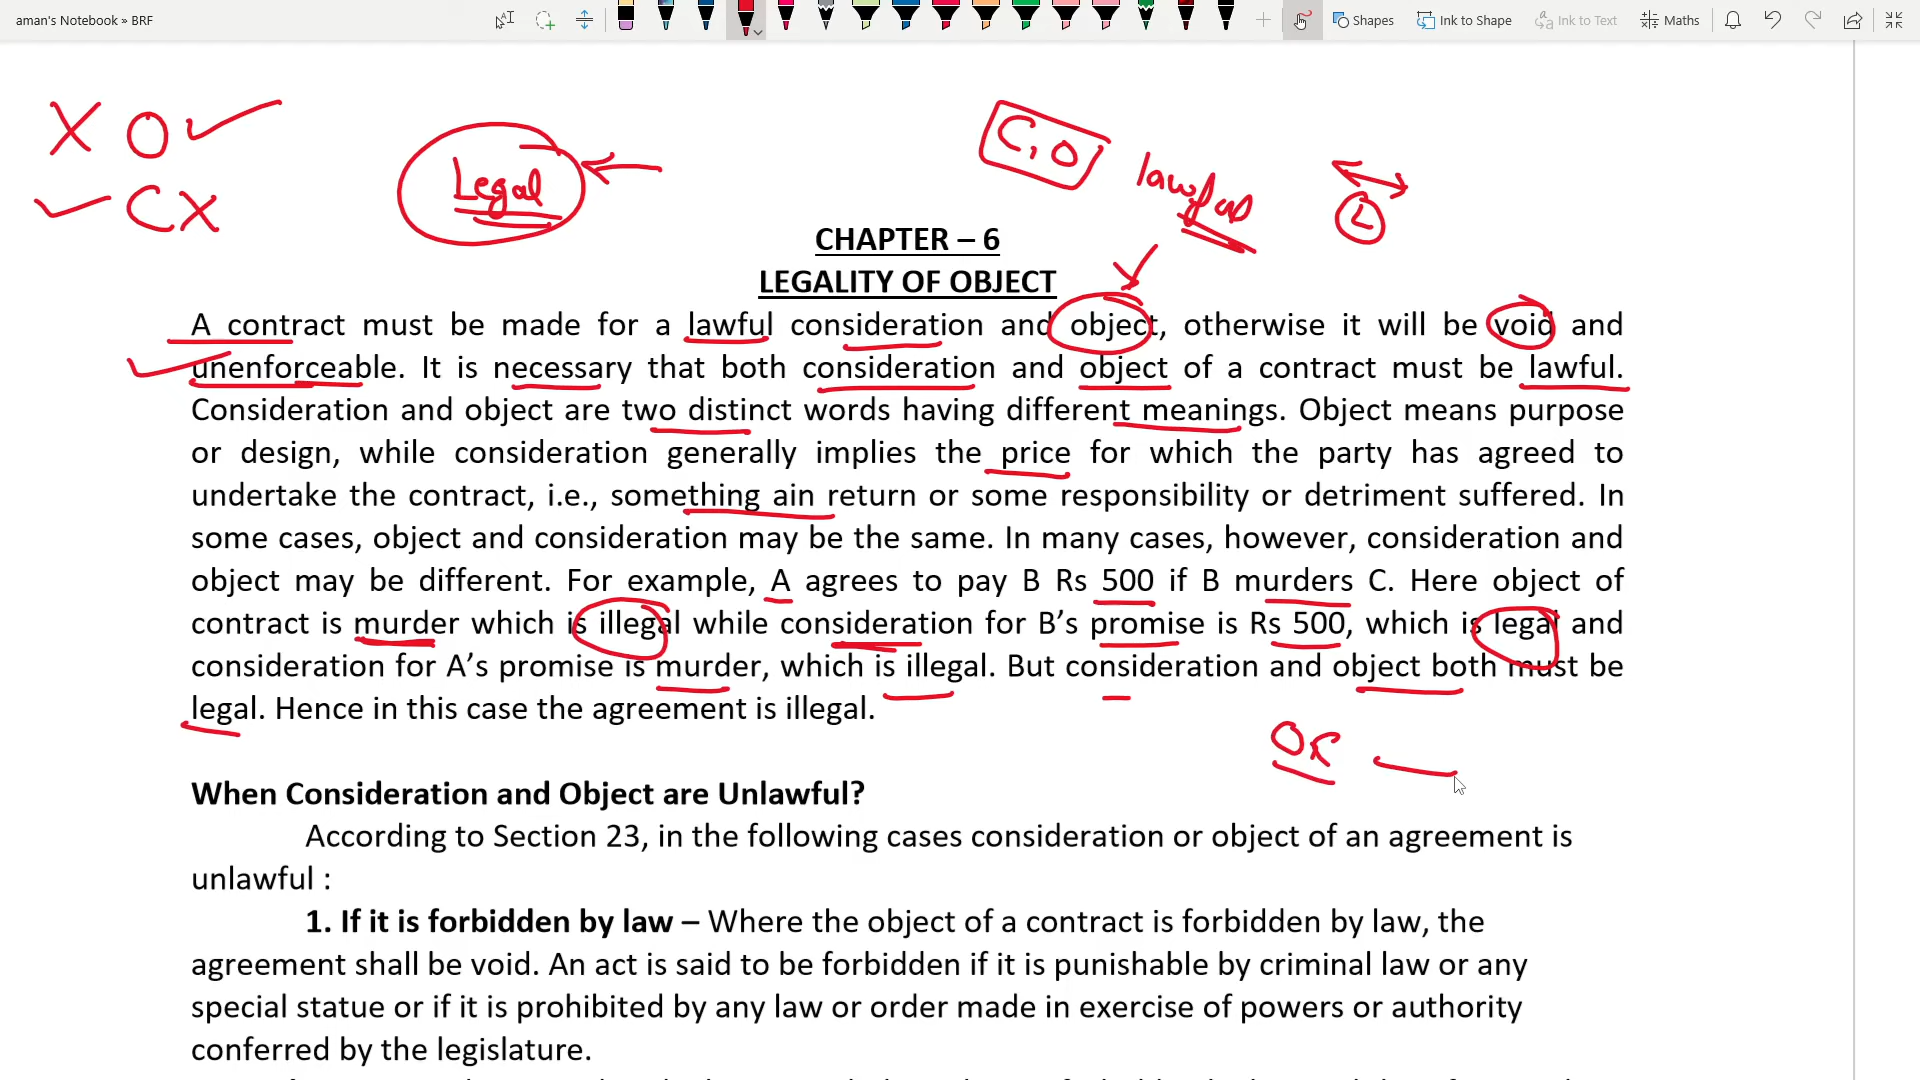 aman's Notebook » BRF
Shapes Ink to Shape Ink to Text Maths
X O
C X
Legal
C, O
L
CHAPTER – 6
LEGALITY OF OBJECT
A contract must be made for a lawful consideration and object, otherwise it will be void and
unenforceable. It is necessary that both consideration and object of a contract must be lawful.
Consideration and object are two distinct words having different meanings. Object means purpose
or design, while consideration generally implies the price for which the party has agreed to
undertake the contract, i.e., something ain return or some responsibility or detriment suffered. In
some cases, object and consideration may be the same. In many cases, however, consideration and
object may be different. For example, A agrees to pay B Rs 500 if B murders C. Here object of
contract is murder which is illegal while consideration for B’s promise is Rs 500, which is legal and
consideration for A’s promise is murder, which is illegal. But consideration and object both must be
legal. Hence in this case the agreement is illegal.
Or
When Consideration and Object are Unlawful?
According to Section 23, in the following cases consideration or object of an agreement is
unlawful :
1. If it is forbidden by law – Where the object of a contract is forbidden by law, the
agreement shall be void. An act is said to be forbidden if it is punishable by criminal law or any
special statue or if it is prohibited by any law or order made in exercise of powers or authority
conferred by the legislature.